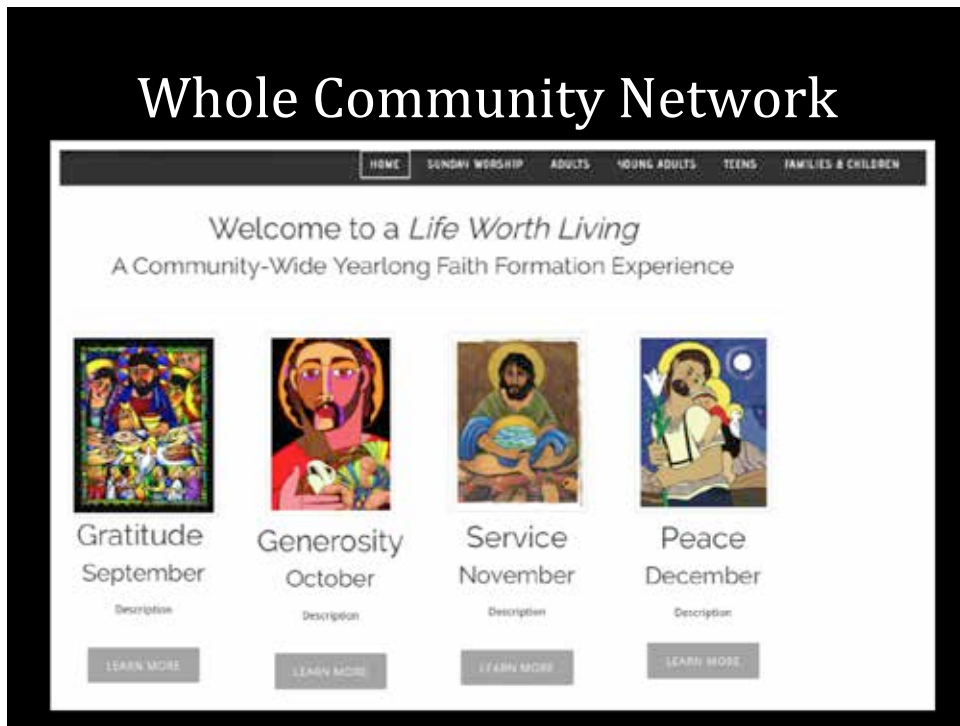 Whole Community Network
HOME SUNDAY WORSHIP ADULTS YOUNG ADULTS TEENS FAMILIES & CHILDREN
Welcome to a Life Worth Living
A Community-Wide Yearlong Faith Formation Experience
Gratitude
September
Description
LEARN MORE
Generosity
October
Description
LEARN MORE
Service
November
Description
LEARN MORE
Peace
December
Description
LEARN MORE